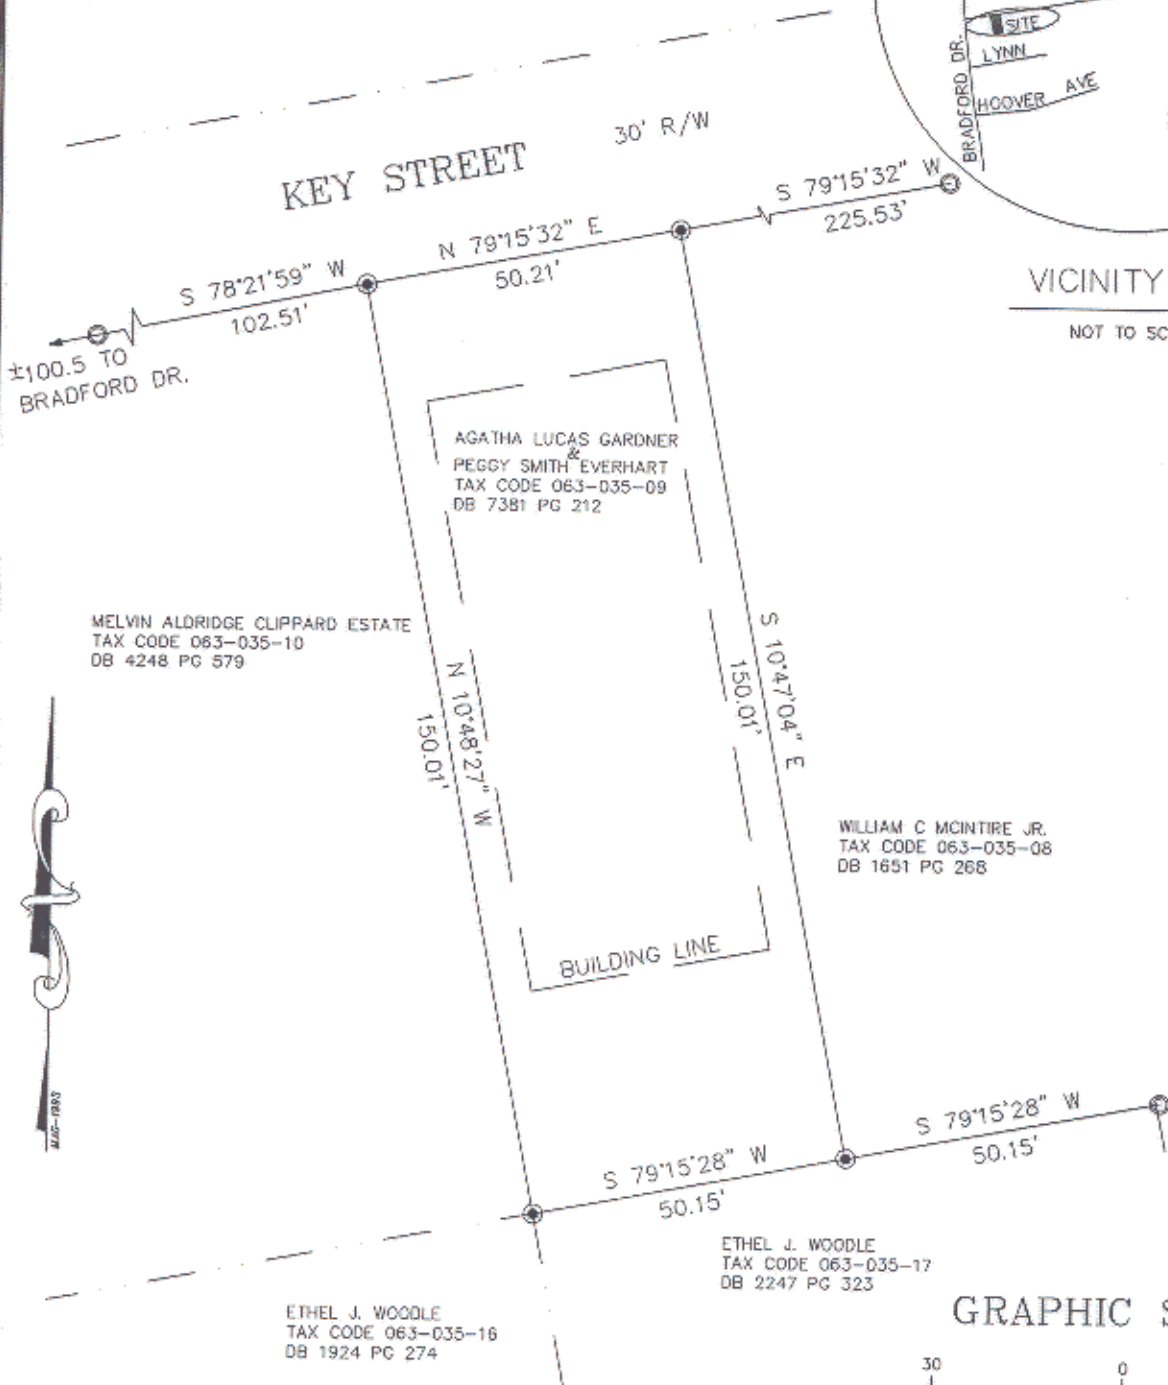 SITE
LYNN
BRADFORD DR.
HOOVER AVE
30' R/W
KEY STREET
S 79°15'32" W
225.53'
N 79°15'32" E
50.21'
S 78°21'59" W
102.51'
±100.5 TO
BRADFORD DR.
VICINITY
NOT TO SC
AGATHA LUCAS GARDNER
&
PEGGY SMITH EVERHART
TAX CODE 063-035-09
DB 7381 PG 212
MELVIN ALDRIDGE CLIPPARD ESTATE
TAX CODE 063-035-10
DB 4248 PG 579
N 10°48'27" W
150.01'
S 10°47'04" E
150.01'
WILLIAM C MCINTIRE JR.
TAX CODE 063-035-08
DB 1651 PG 268
BUILDING LINE
MAG-1993
S 79°15'28" W
50.15'
S 79°15'28" W
50.15'
ETHEL J. WOODLE
TAX CODE 063-035-17
DB 2247 PG 323
ETHEL J. WOODLE
TAX CODE 063-035-16
DB 1924 PG 274
GRAPHIC S
30 0